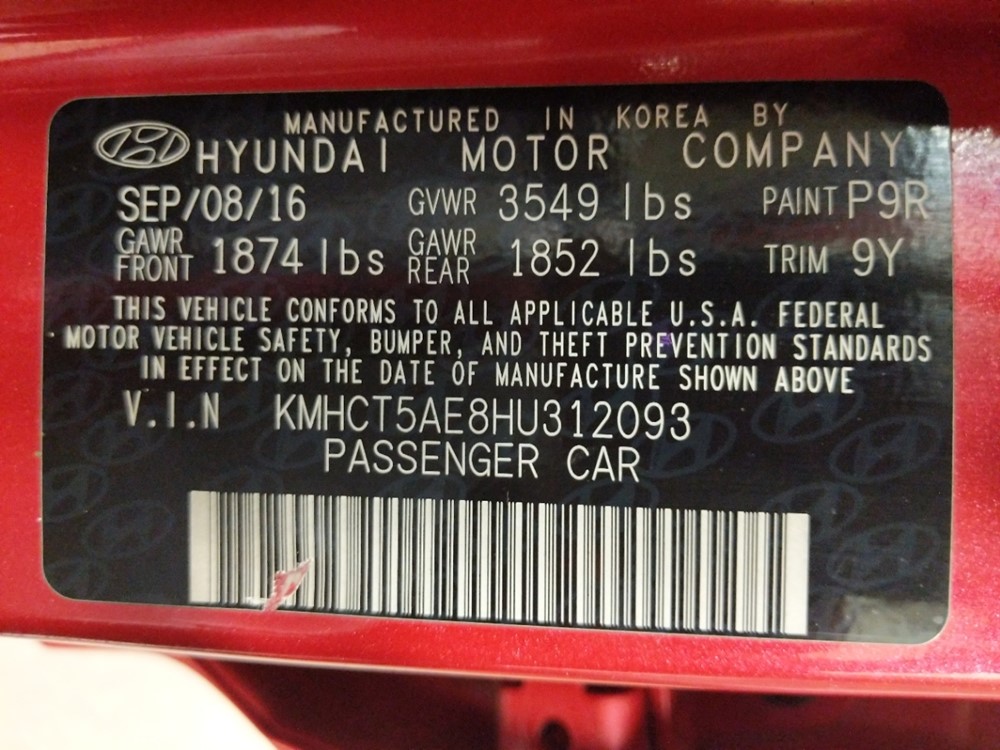 MANUFACTURED IN KOREA BY
HYUNDAI MOTOR COMPANY
SEP/08/16 GVWR 3549 lbs PAINT P9R
GAWR FRONT 1874 lbs GAWR REAR 1852 lbs TRIM 9Y
THIS VEHICLE CONFORMS TO ALL APPLICABLE U.S.A. FEDERAL
MOTOR VEHICLE SAFETY, BUMPER, AND THEFT PREVENTION STANDARDS
IN EFFECT ON THE DATE OF MANUFACTURE SHOWN ABOVE
V.I.N KMHCT5AE8HU312093
PASSENGER CAR